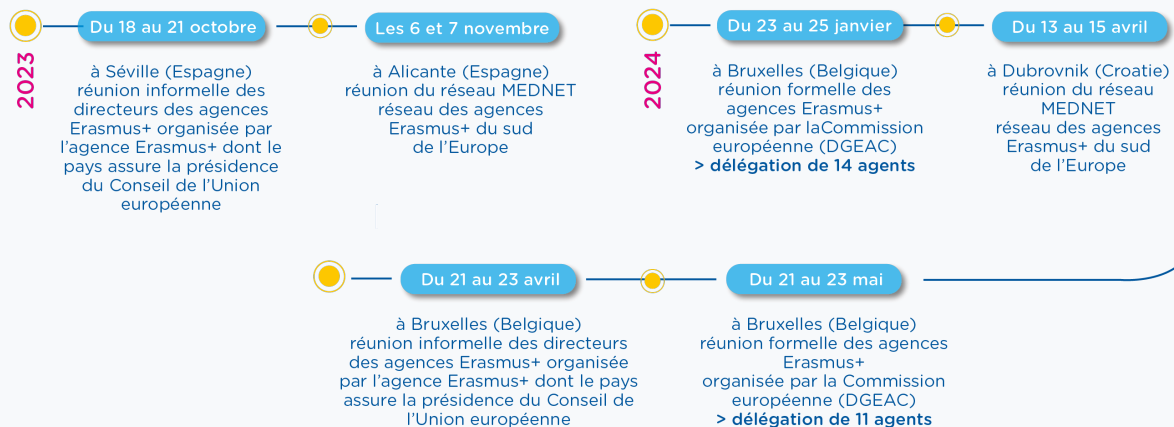 2023
Du 18 au 21 octobre
à Séville (Espagne)
réunion informelle des
directeurs des agences
Erasmus+ organisée par
l'agence Erasmus+ dont le
pays assure la présidence
du Conseil de l'Union
européenne
Les 6 et 7 novembre
à Alicante (Espagne)
réunion du réseau MEDNET
réseau des agences
Erasmus+ du sud
de l'Europe
2024
Du 23 au 25 janvier
à Bruxelles (Belgique)
réunion formelle des
agences Erasmus+
organisée par laCommission
européenne (DGEAC)
> délégation de 14 agents
Du 13 au 15 avril
à Dubrovnik (Croatie)
réunion du réseau
MEDNET
réseau des agences
Erasmus+ du sud
de l'Europe
Du 21 au 23 avril
à Bruxelles (Belgique)
réunion informelle des directeurs
des agences Erasmus+ organisée
par l'agence Erasmus+ dont le pays
assure la présidence du Conseil de
l'Union européenne
Du 21 au 23 mai
à Bruxelles (Belgique)
réunion formelle des agences
Erasmus+
organisée par la Commission
européenne (DGEAC)
> délégation de 11 agents